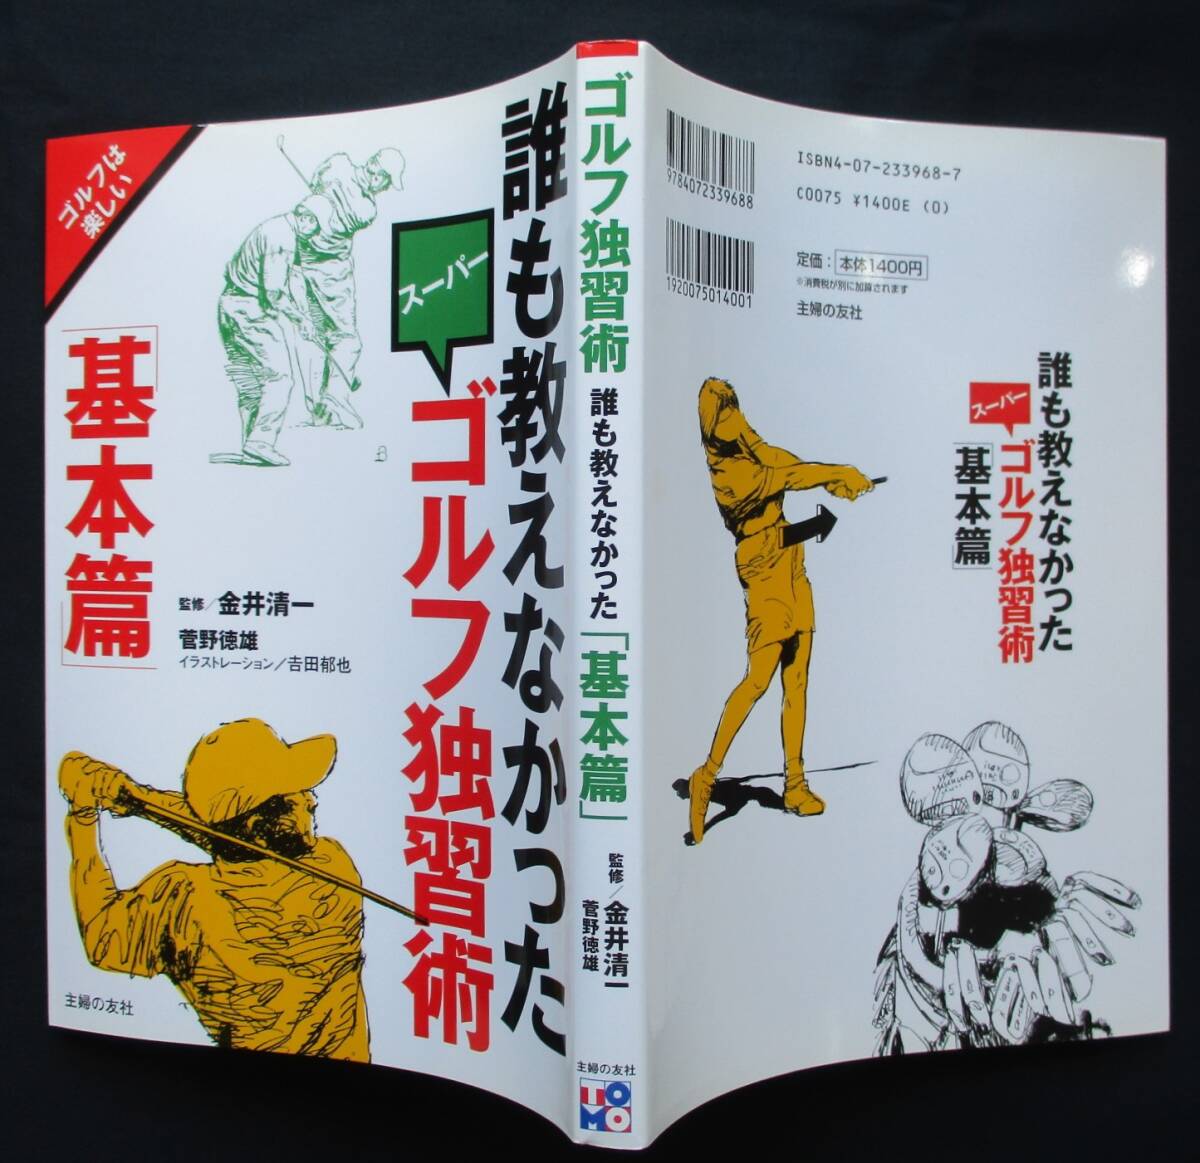 ゴルフは
楽しい
誰も教えなかった
スーパー
ゴルフ独習術
「基本篇」
監修／金井清一
菅野徳雄
イラストレーション／吉田郁也
主婦の友社
ゴルフ独習術
誰も教えなかった
「基本篇」
監修／金井清一
菅野徳雄
主婦の友社
TO
MO
9784072339688
ISBN4-07-233968-7
C0075 ¥1400E (0)
1920075014001
定価：本体1400円
※消費税が別に加算されます
主婦の友社
誰も教えなかった
スーパー
ゴルフ独習術
「基本篇」